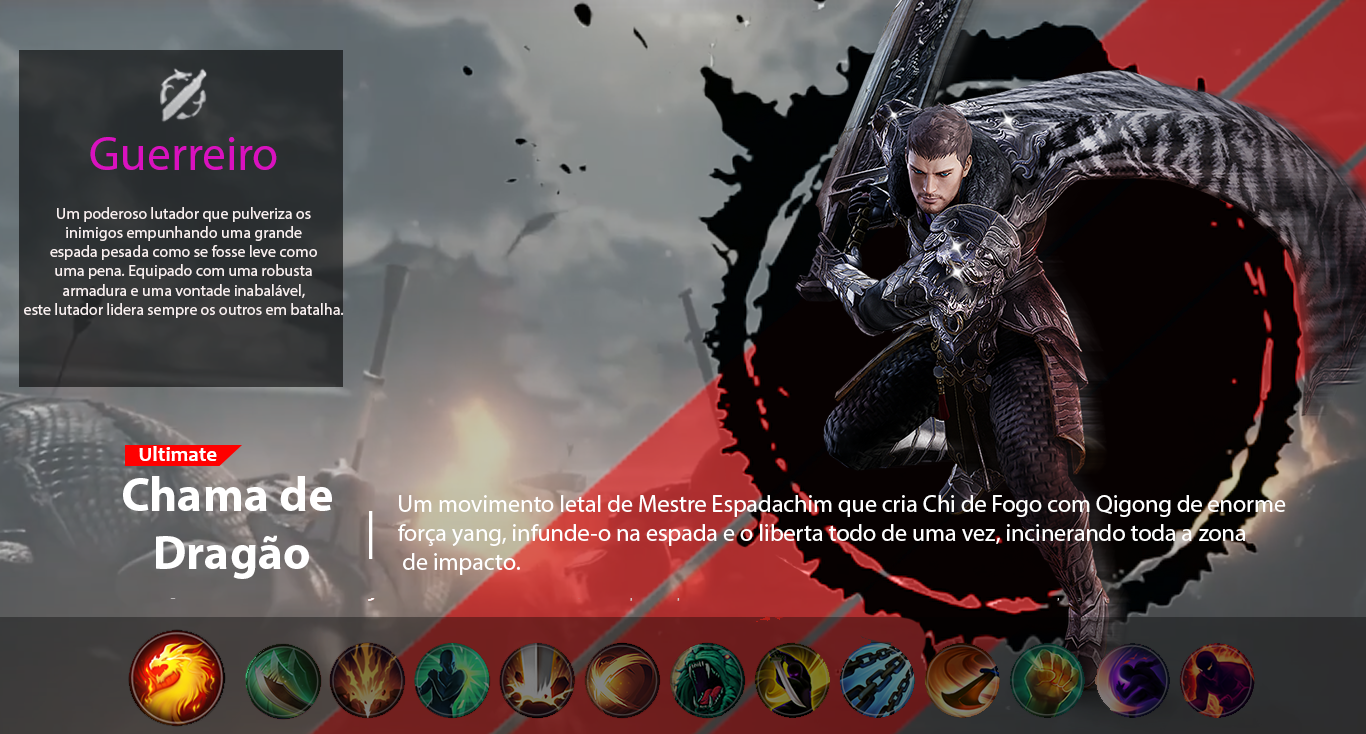 Guerreiro
Um poderoso lutador que pulveriza os
inimigos empunhando uma grande
espada pesada como se fosse leve como
uma pena. Equipado com uma robusta
armadura e uma vontade inabalável,
este lutador lidera sempre os outros em batalha.
Ultimate
Chama de
Dragão
Um movimento letal de Mestre Espadachim que cria Chi de Fogo com Qigong de enorme
força yang, infunde-o na espada e o liberta todo de uma vez, incinerando toda a zona
de impacto.